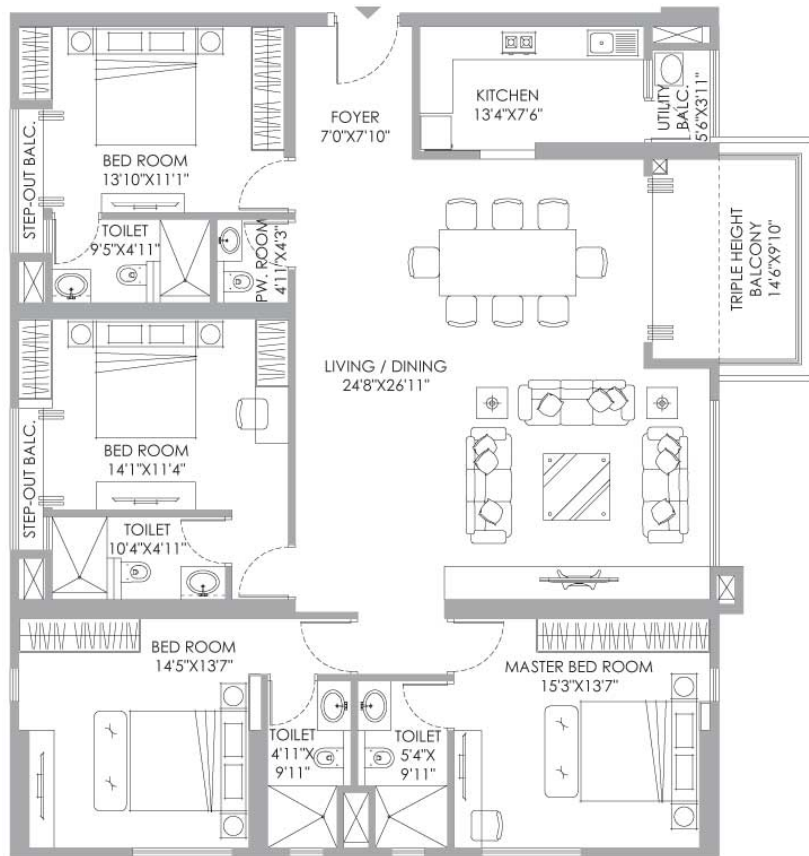 FOYER
7'0"X7'10"
KITCHEN
13'4"X7'6"
UTILITY
BALC.
5'6"X3'11"
BED ROOM
13'10"X11'1"
STEP-OUT BALC.
TOILET
9'5"X4'11"
PW. ROOM
4'11"X4'3"
TRIPLE HEIGHT
BALCONY
14'6"X9'10"
LIVING / DINING
24'8"X26'11"
BED ROOM
14'1"X11'4"
STEP-OUT BALC.
TOILET
10'4"X4'11"
BED ROOM
14'5"X13'7"
MASTER BED ROOM
15'3"X13'7"
TOILET
4'11"X
9'11"
TOILET
5'4"X
9'11"